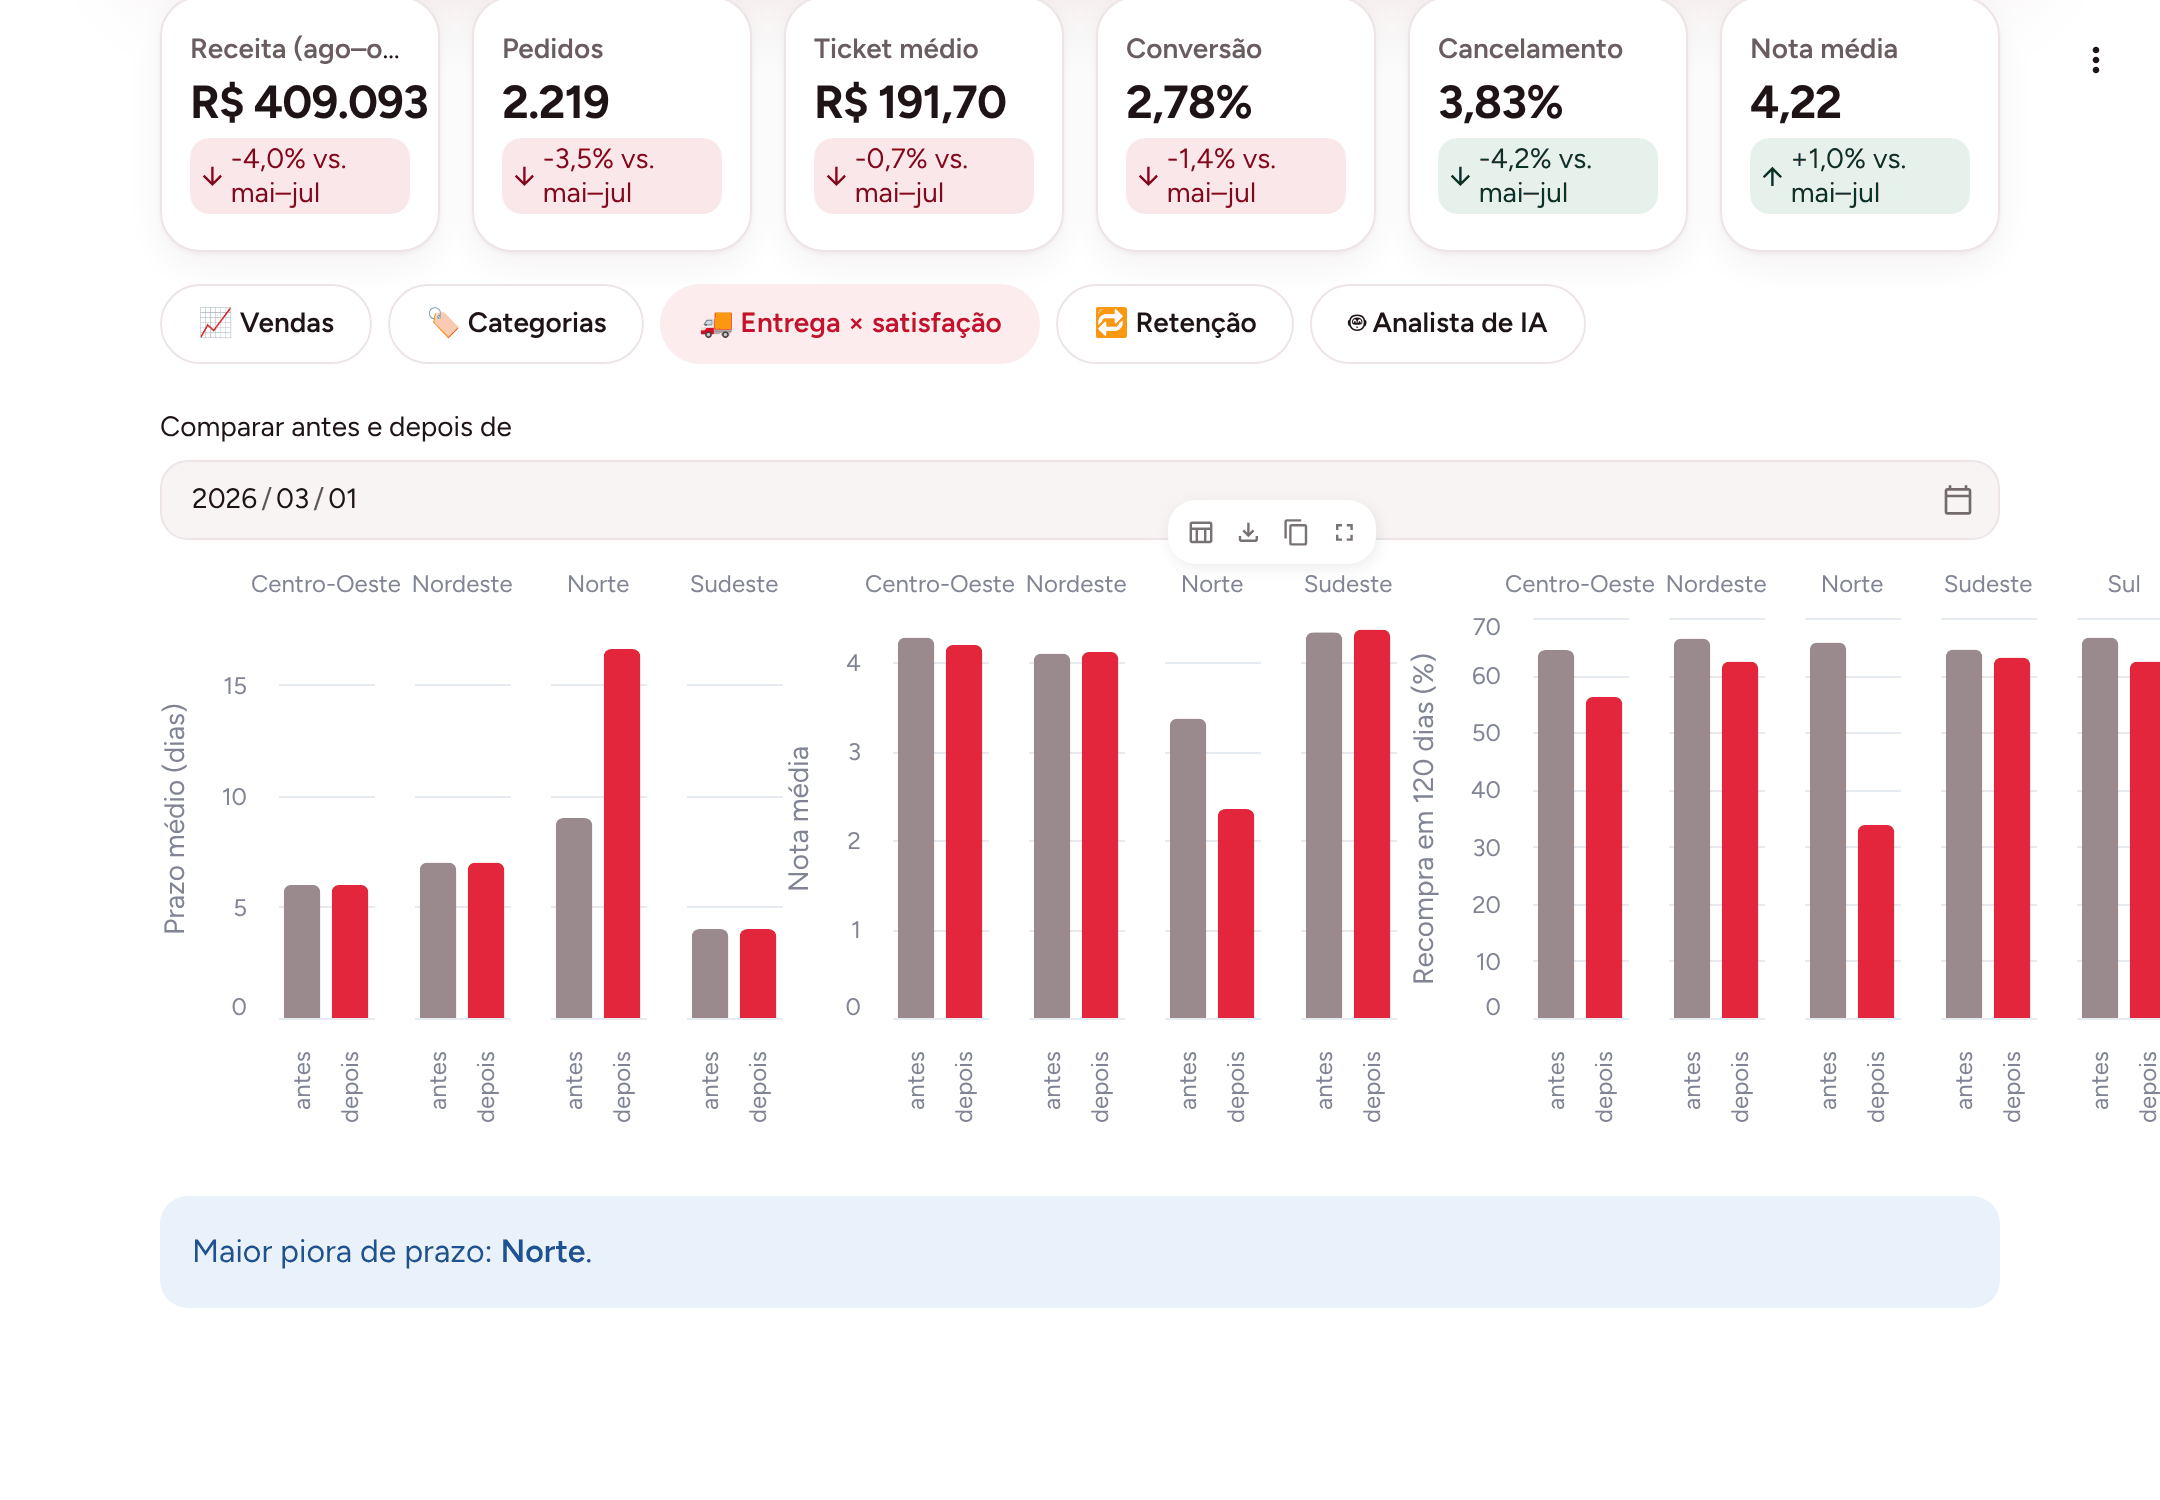 Receita (ago–o...
R$ 409.093
-4,0% vs.
mai–jul
Pedidos
2.219
-3,5% vs.
mai–jul
Ticket médio
R$ 191,70
-0,7% vs.
mai–jul
Conversão
2,78%
-1,4% vs.
mai–jul
Cancelamento
3,83%
-4,2% vs.
mai–jul
Nota média
4,22
+1,0% vs.
mai–jul
Vendas
Categorias
Entrega × satisfação
Retenção
Analista de IA
Comparar antes e depois de
2026/03/01
Centro-Oeste Nordeste Norte Sudeste
Prazo médio (dias)
15
10
5
0
antes depois antes depois antes depois antes depois
Centro-Oeste Nordeste Norte Sudeste
Nota média
4
3
2
1
0
antes depois antes depois antes depois antes depois
Centro-Oeste Nordeste Norte Sudeste Sul
Recompra em 120 dias (%)
70
60
50
40
30
20
10
0
antes depois antes depois antes depois antes depois antes depois
Maior piora de prazo: Norte.